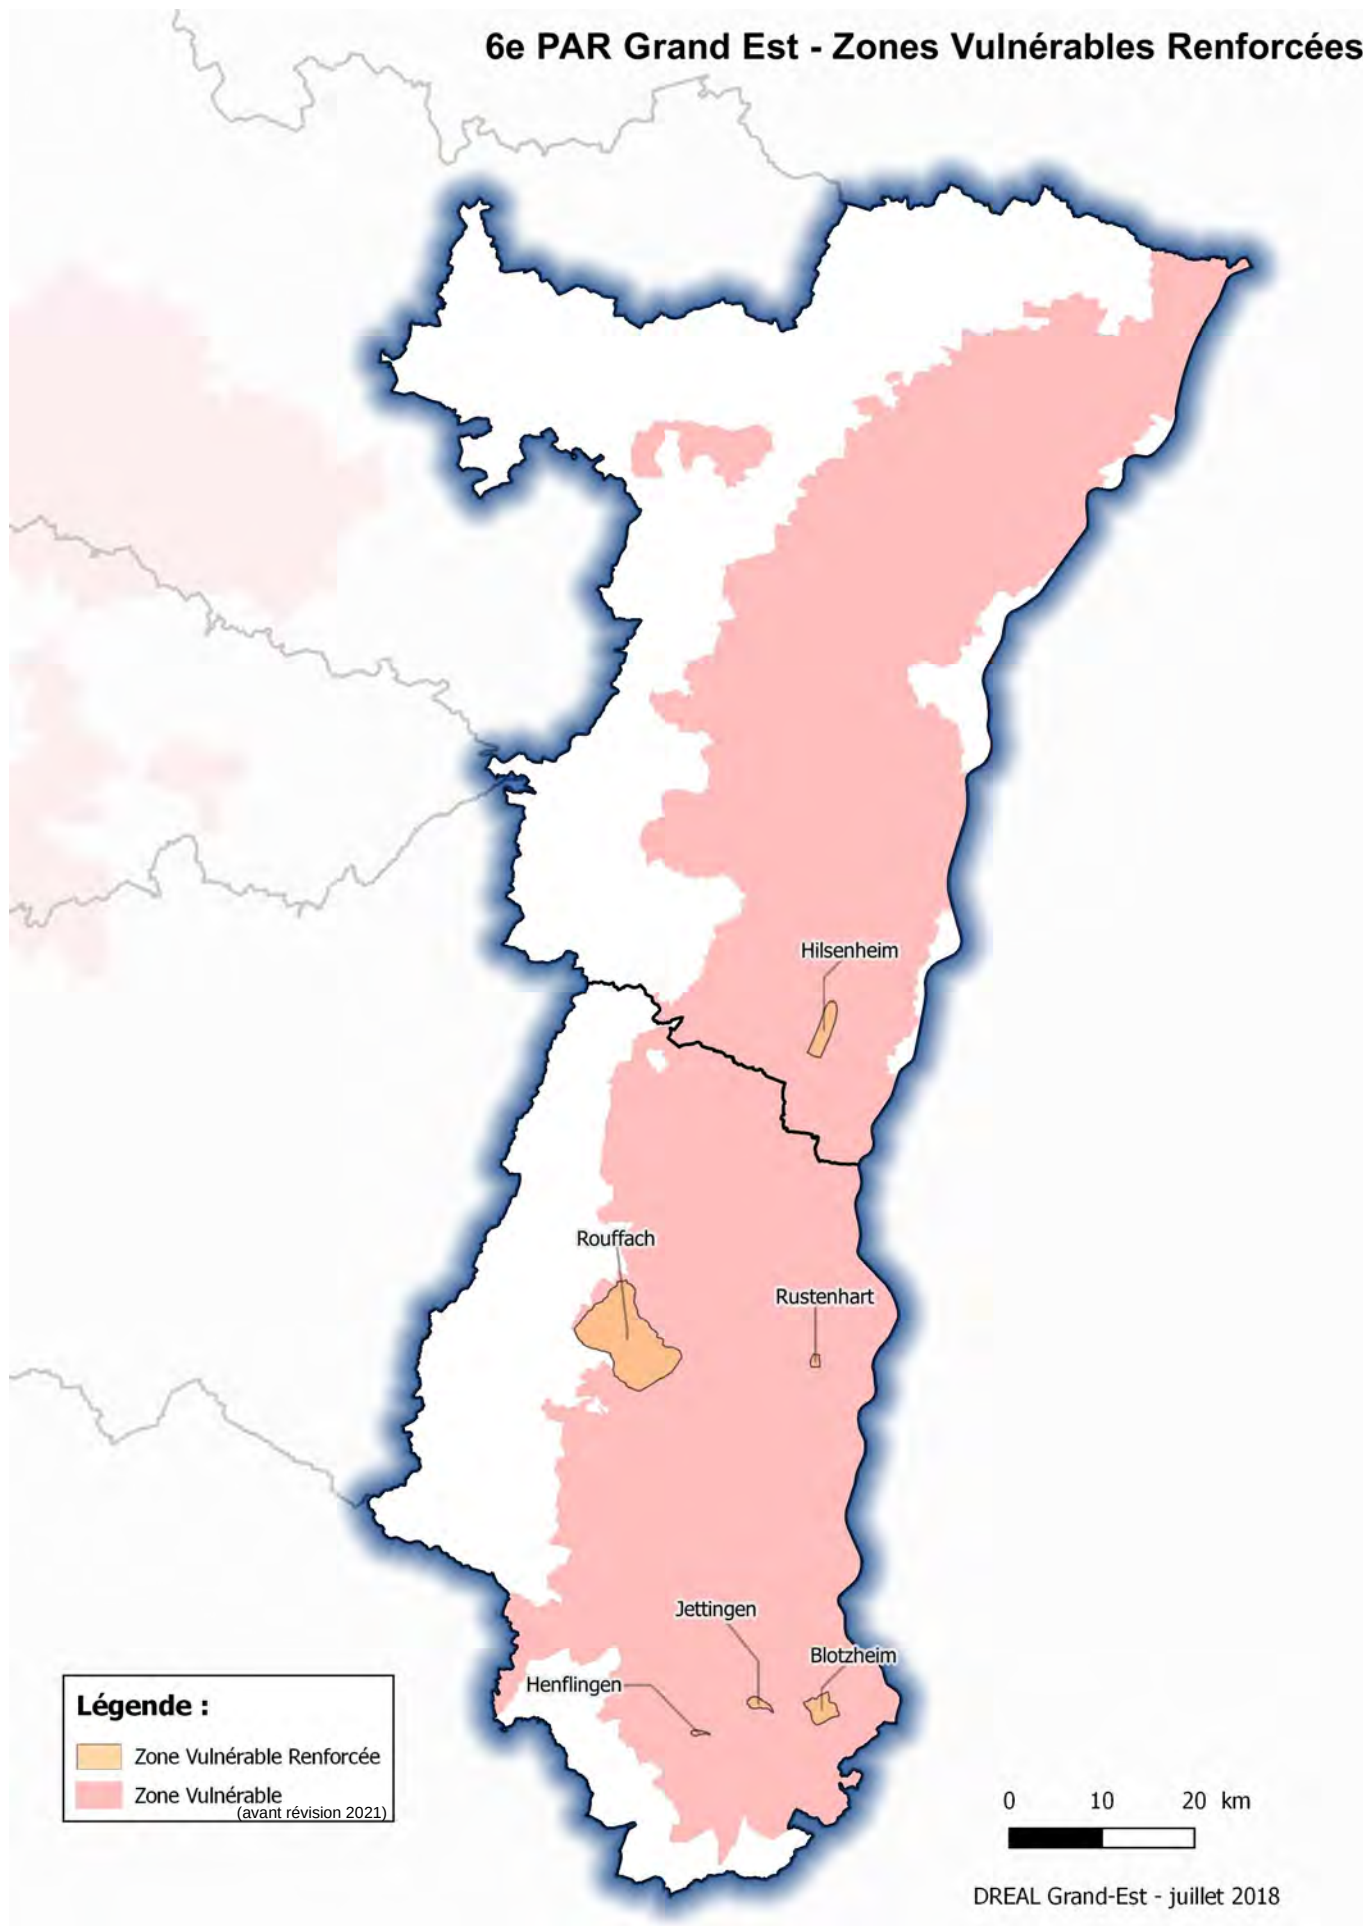 6e PAR Grand Est - Zones Vulnérables Renforcées
Hilsenheim
Rouffach
Rustenhart
Jettingen
Blotzheim
Henflingen
Légende :
Zone Vulnérable Renforcée
Zone Vulnérable
(avant révision 2021)
0 10 20 km
DREAL Grand-Est - juillet 2018